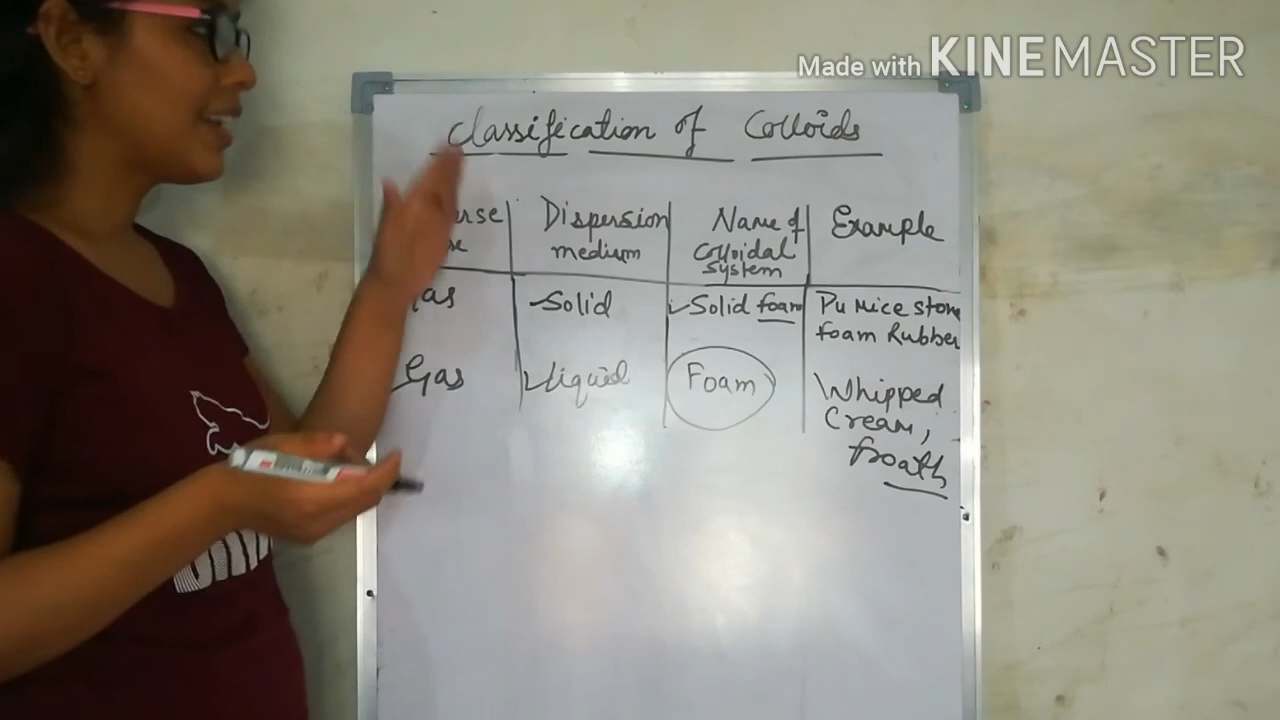 Made with KINEMASTER
Classification of Colloids
Dispersion medium
Name of Colloidal system
Example
Gas
Solid
Solid foam
Pumice stone
foam Rubber
Gas
liquid
Foam
Whipped
Cream,
froath